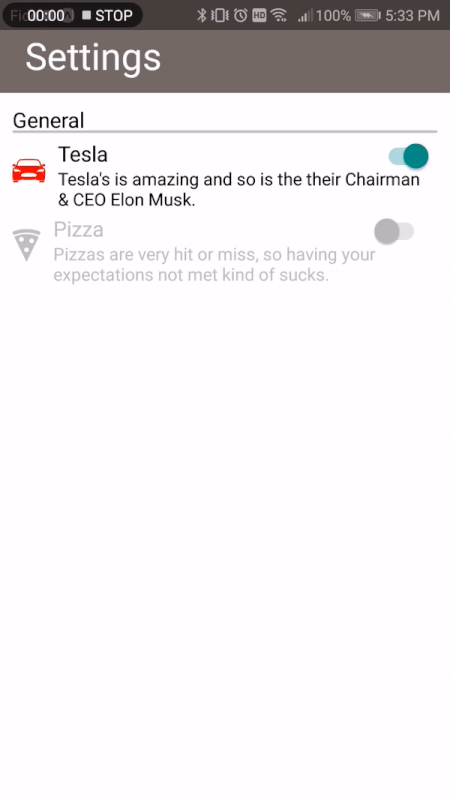 00:00 STOP HD 100% 5:33 PM
Settings
General
Tesla
Tesla's is amazing and so is the their Chairman
& CEO Elon Musk.
Pizza
Pizzas are very hit or miss, so having your
expectations not met kind of sucks.